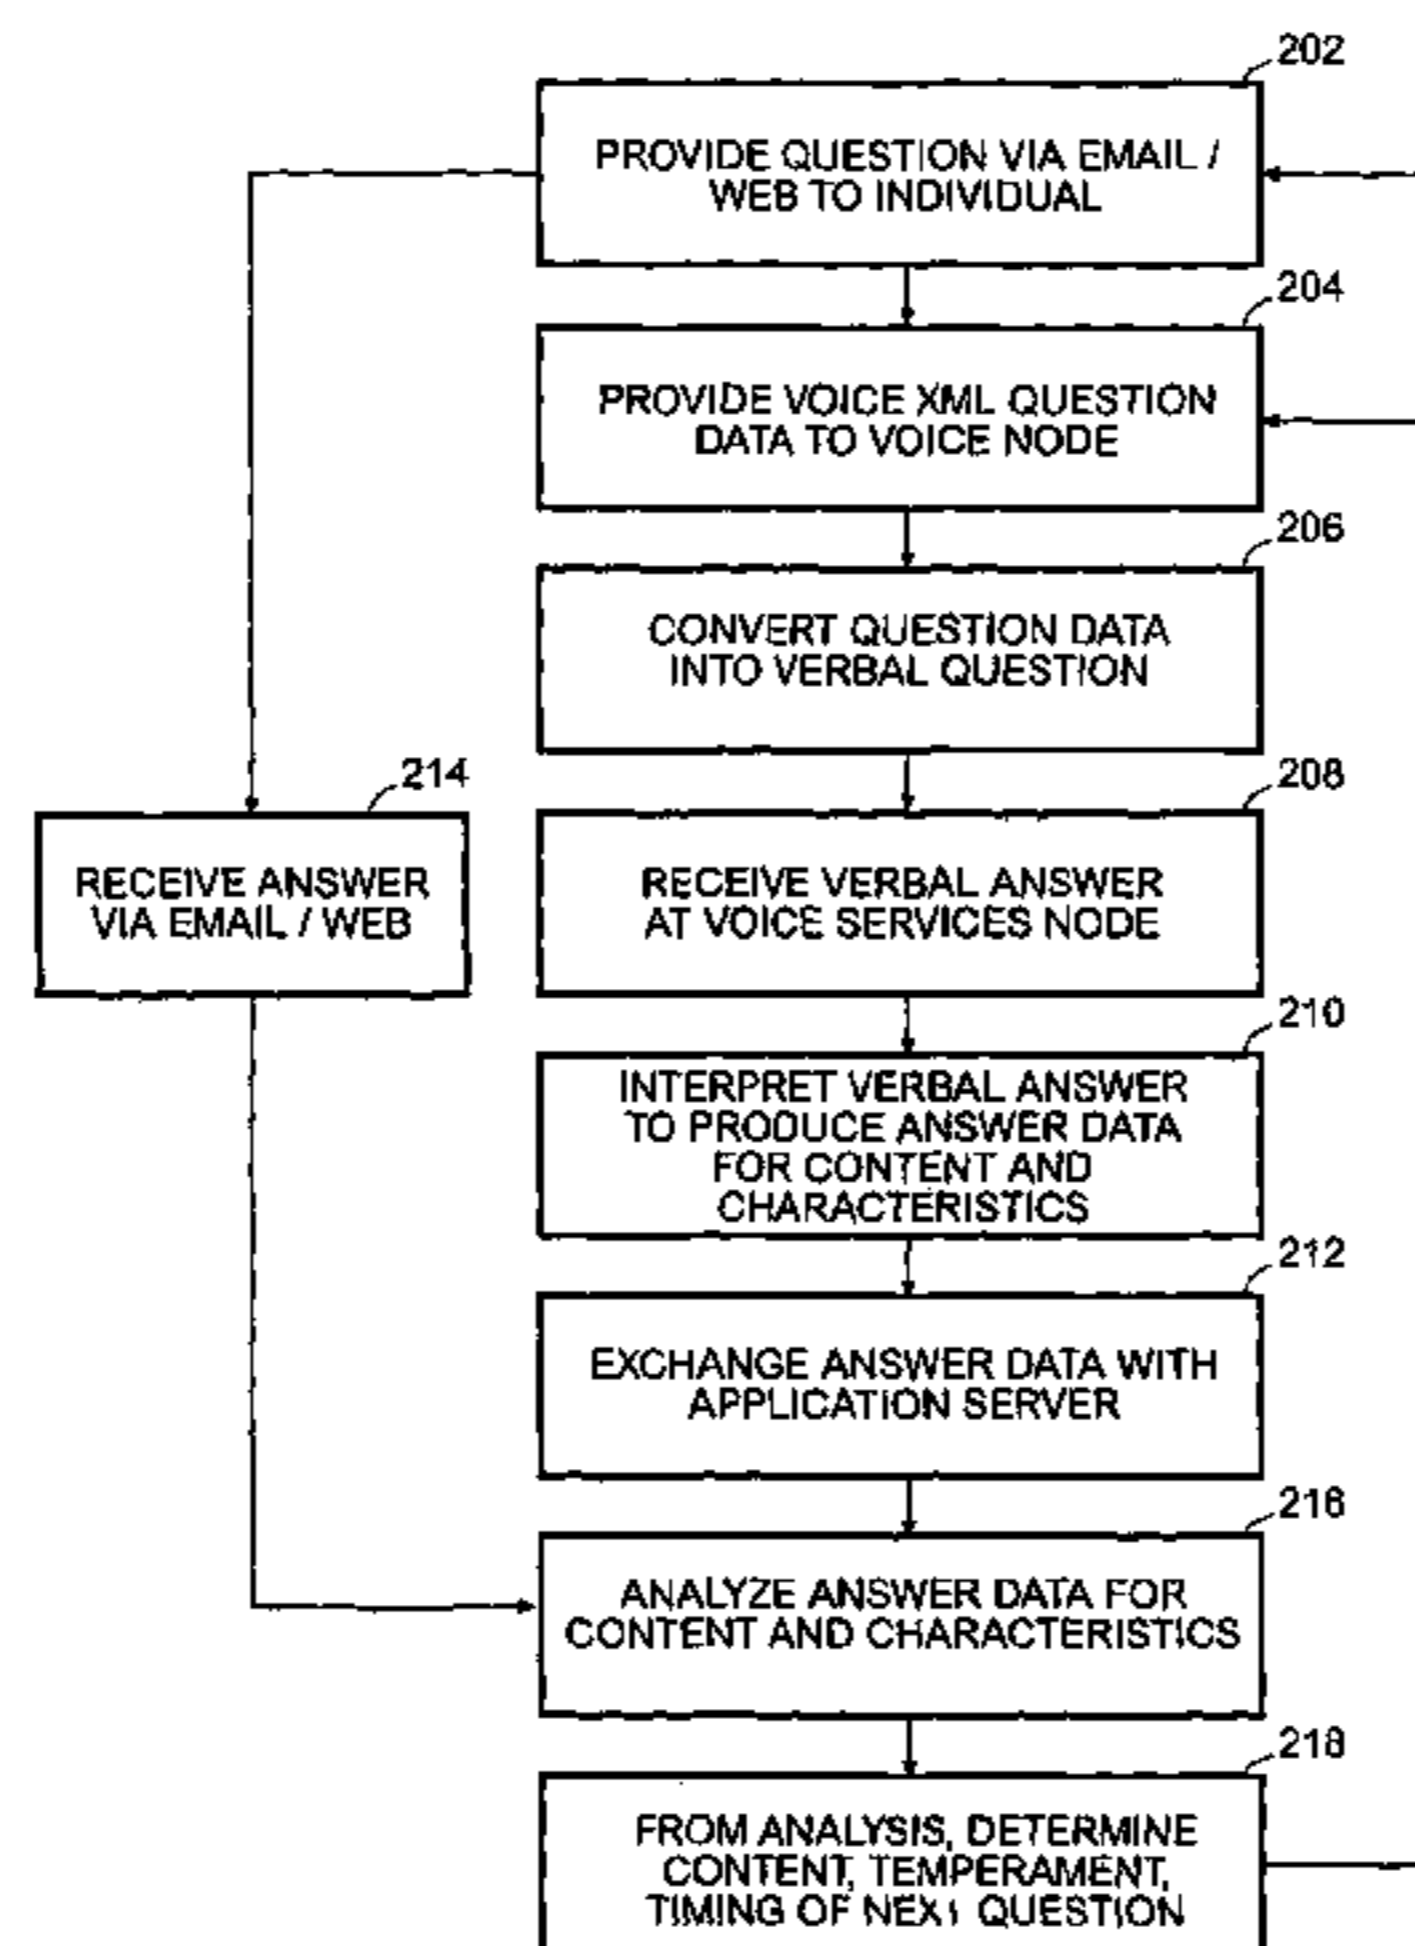 202
PROVIDE QUESTION VIA EMAIL /
WEB TO INDIVIDUAL
204
PROVIDE VOICE XML QUESTION
DATA TO VOICE NODE
206
CONVERT QUESTION DATA
INTO VERBAL QUESTION
214
RECEIVE ANSWER
VIA EMAIL / WEB
208
RECEIVE VERBAL ANSWER
AT VOICE SERVICES NODE
210
INTERPRET VERBAL ANSWER
TO PRODUCE ANSWER DATA
FOR CONTENT AND
CHARACTERISTICS
212
EXCHANGE ANSWER DATA WITH
APPLICATION SERVER
216
ANALYZE ANSWER DATA FOR
CONTENT AND CHARACTERISTICS
218
FROM ANALYSIS, DETERMINE
CONTENT, TEMPERAMENT,
TIMING OF NEXT QUESTION